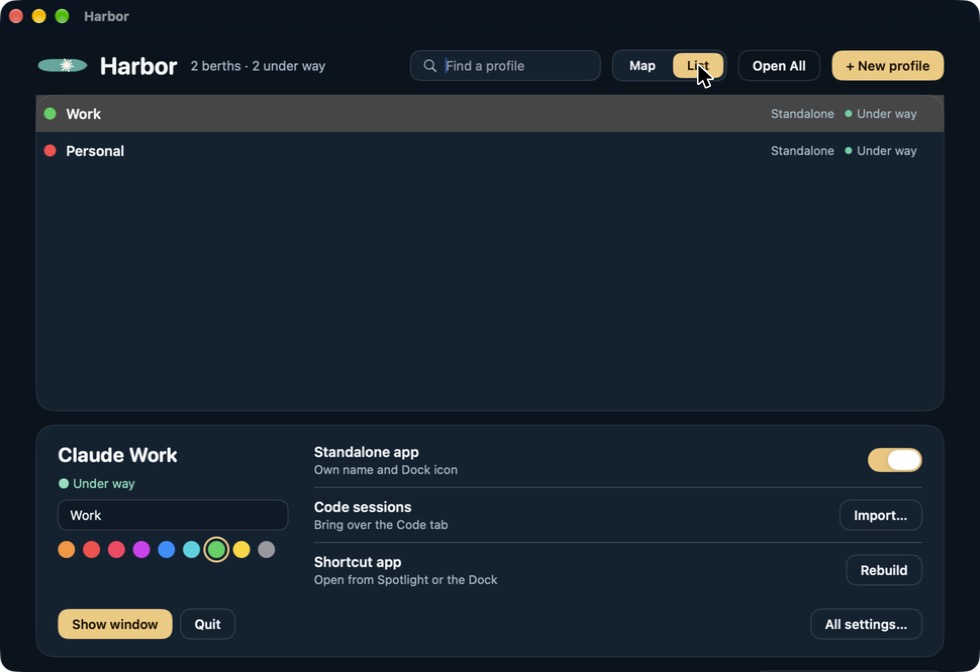 Harbor
Harbor 2 berths · 2 under way Find a profile Map List Open All + New profile
Work Standalone Under way
Personal Standalone Under way
Claude Work
Under way
Work
Standalone app
Own name and Dock icon
Code sessions
Bring over the Code tab
Import...
Shortcut app
Open from Spotlight or the Dock
Rebuild
Show window Quit All settings...